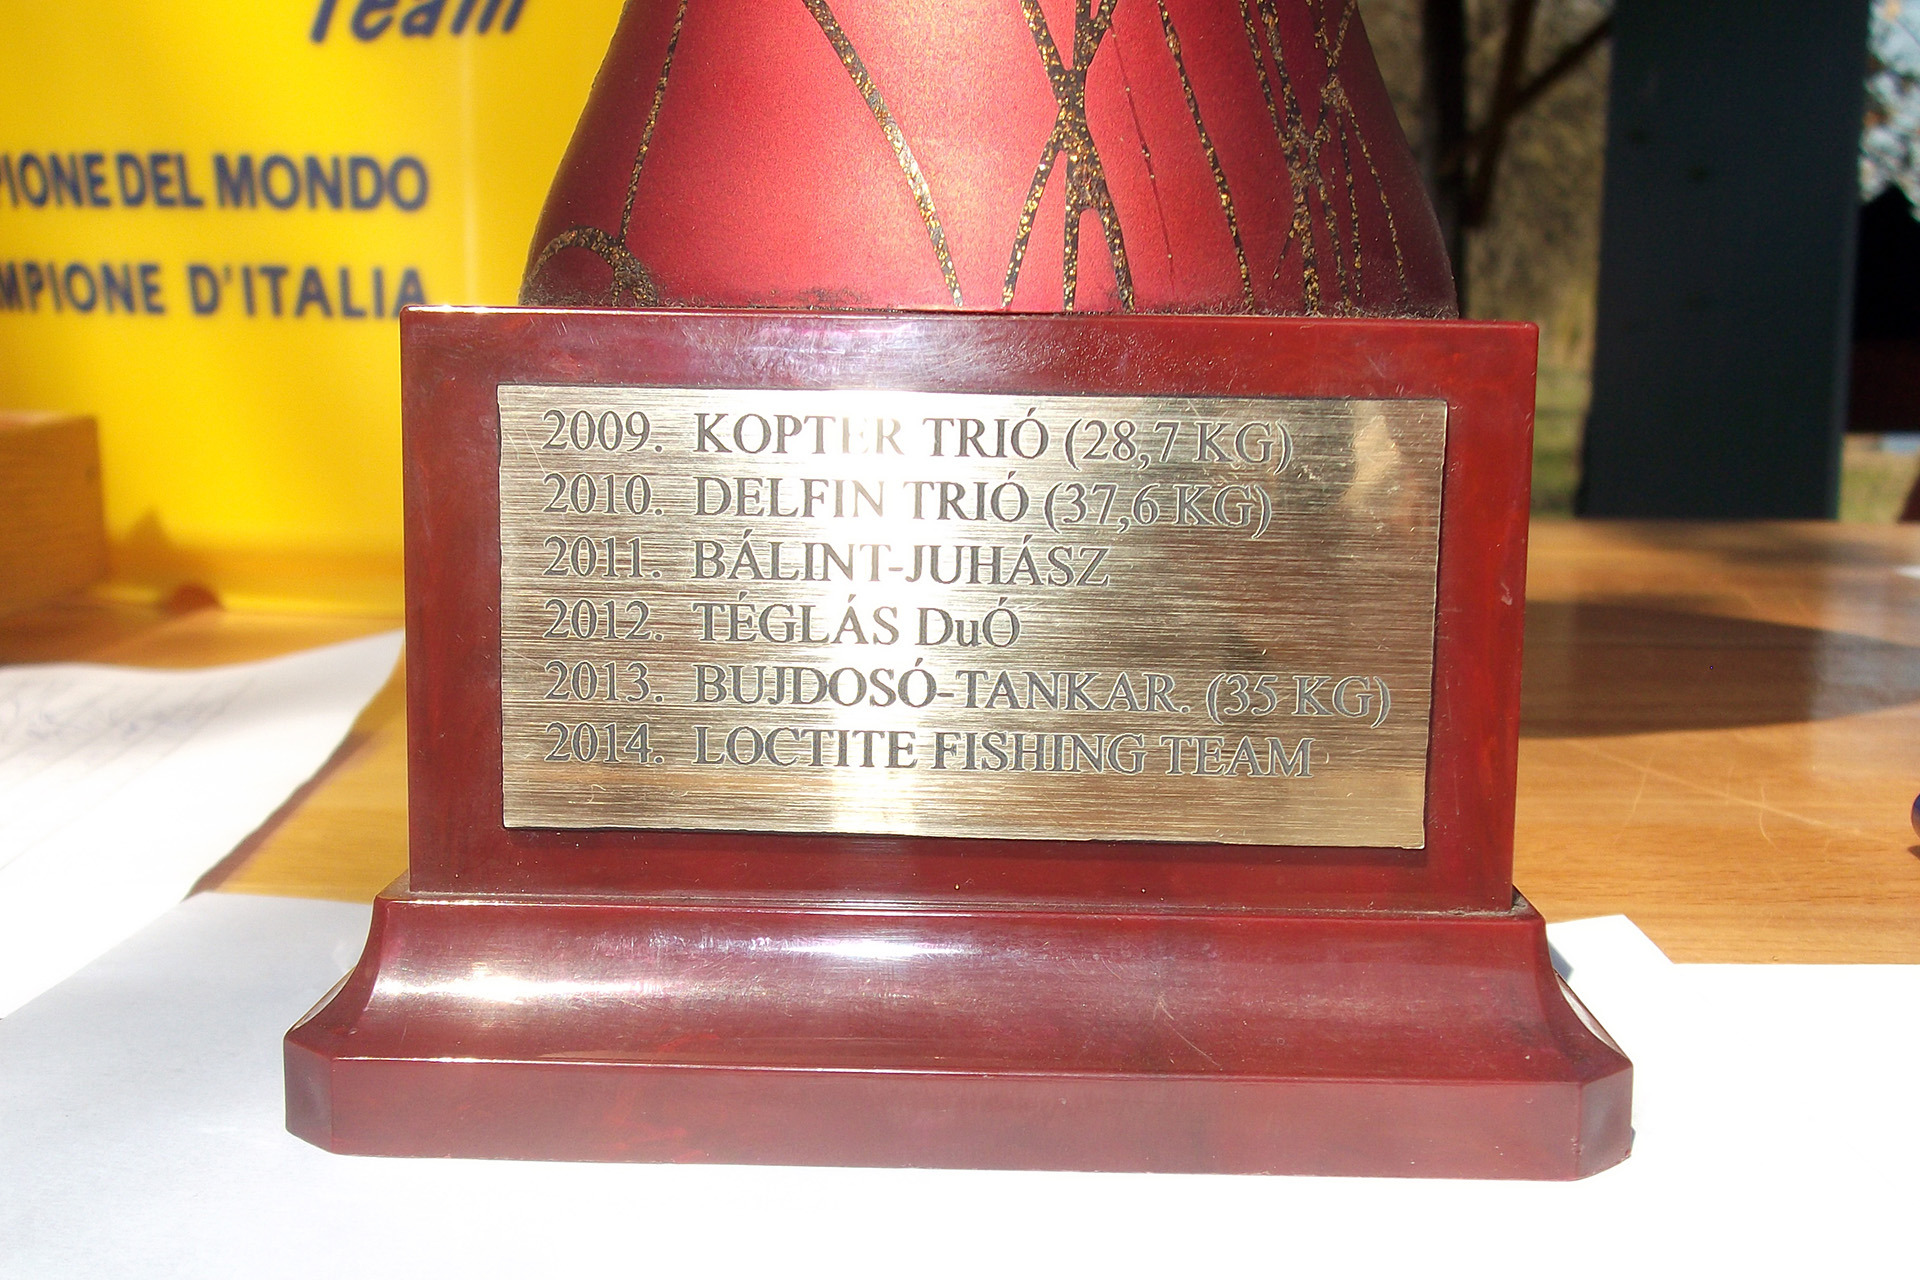 Team
PIONE DEL MONDO
MPIONE D'ITALIA
2009. KOPTER TRIÓ (28,7 KG)
2010. DELFIN TRIÓ (37,6 KG)
2011. BÁLINT-JUHÁSZ
2012. TÉGLÁS DuÓ
2013. BUJDOSÓ-TANKAR. (35 KG)
2014. LOCTITE FISHING TEAM